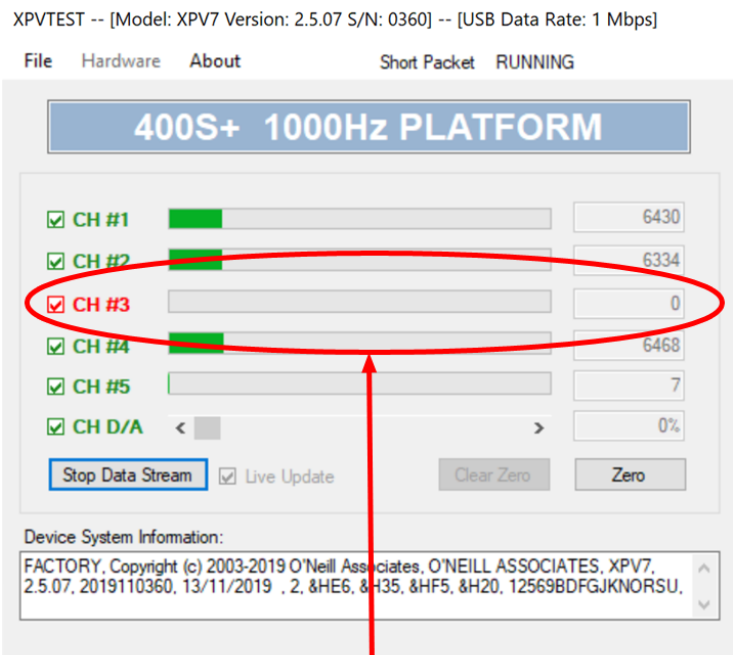 XPVTEST -- [Model: XPV7 Version: 2.5.07 S/N: 0360] -- [USB Data Rate: 1 Mbps]
File Hardware About Short Packet RUNNING
400S+ 1000Hz PLATFORM
CH #1 6430
CH #2 6334
CH #3 0
CH #4 6468
CH #5 7
CH D/A < > 0%
Stop Data Stream Live Update Clear Zero Zero
Device System Information:
FACTORY, Copyright (c) 2003-2019 O'Neill Associates, O'NEILL ASSOCIATES, XPV7,
2.5.07, 2019110360, 13/11/2019 , 2, &HE6, &H35, &HF5, &H20, 12569BDFGJKNORSU,